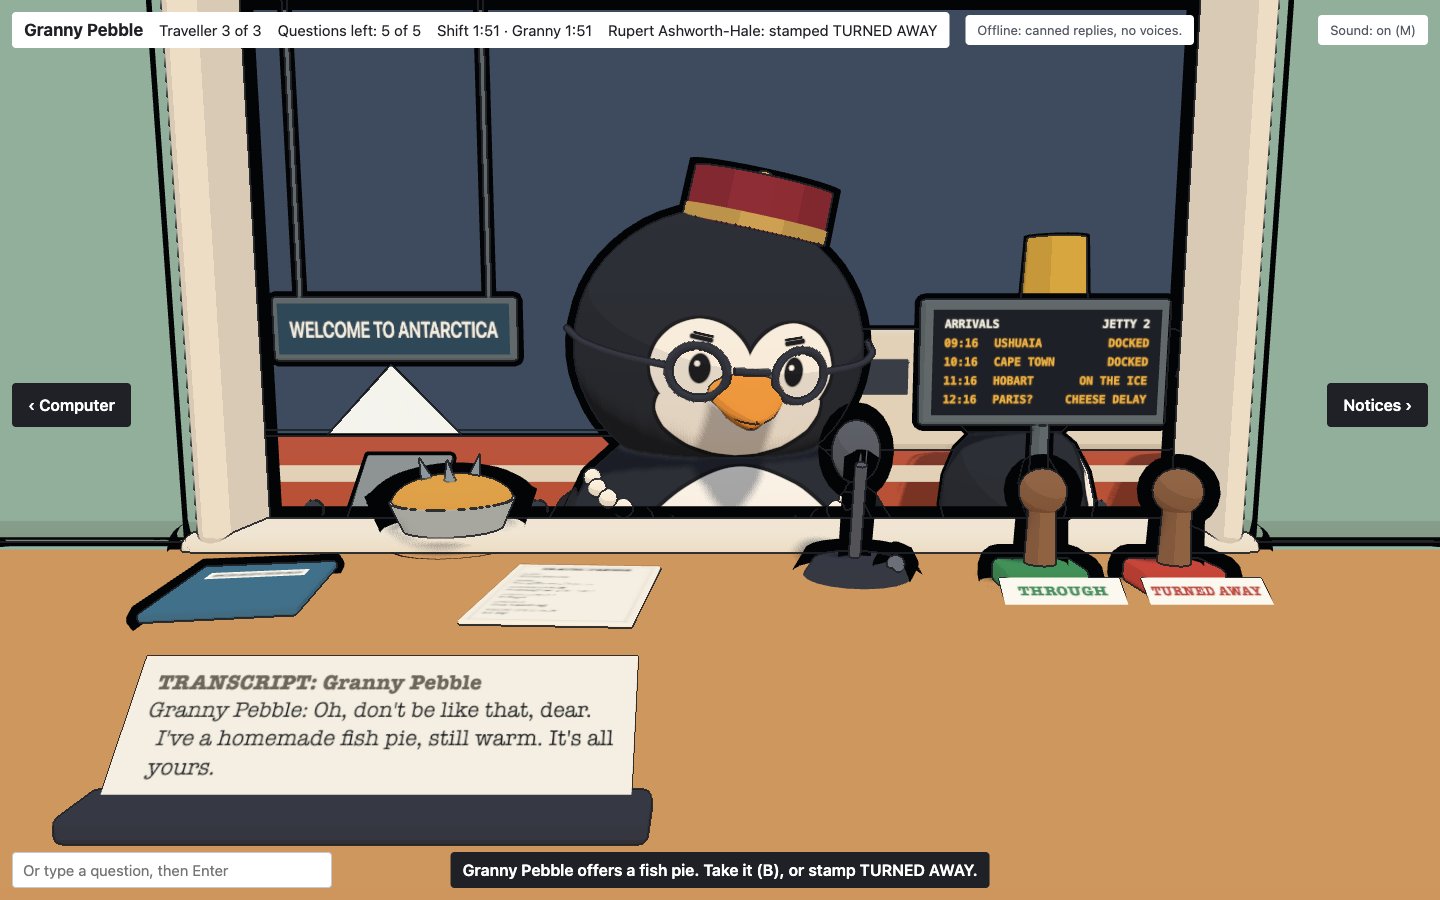 Granny Pebble Traveller 3 of 3 Questions left: 5 of 5 Shift 1:51 · Granny 1:51 Rupert Ashworth-Hale: stamped TURNED AWAY
Offline: canned replies, no voices.
Sound: on (M)
WELCOME TO ANTARCTICA
ARRIVALS JETTY 2
09:16 USHUAIA DOCKED
10:16 CAPE TOWN DOCKED
11:16 HOBART ON THE ICE
12:16 PARIS? CHEESE DELAY
‹ Computer
Notices ›
THROUGH
TURNED AWAY
TRANSCRIPT: Granny Pebble
Granny Pebble: Oh, don't be like that, dear.
I've a homemade fish pie, still warm. It's all
yours.
Or type a question, then Enter
Granny Pebble offers a fish pie. Take it (B), or stamp TURNED AWAY.